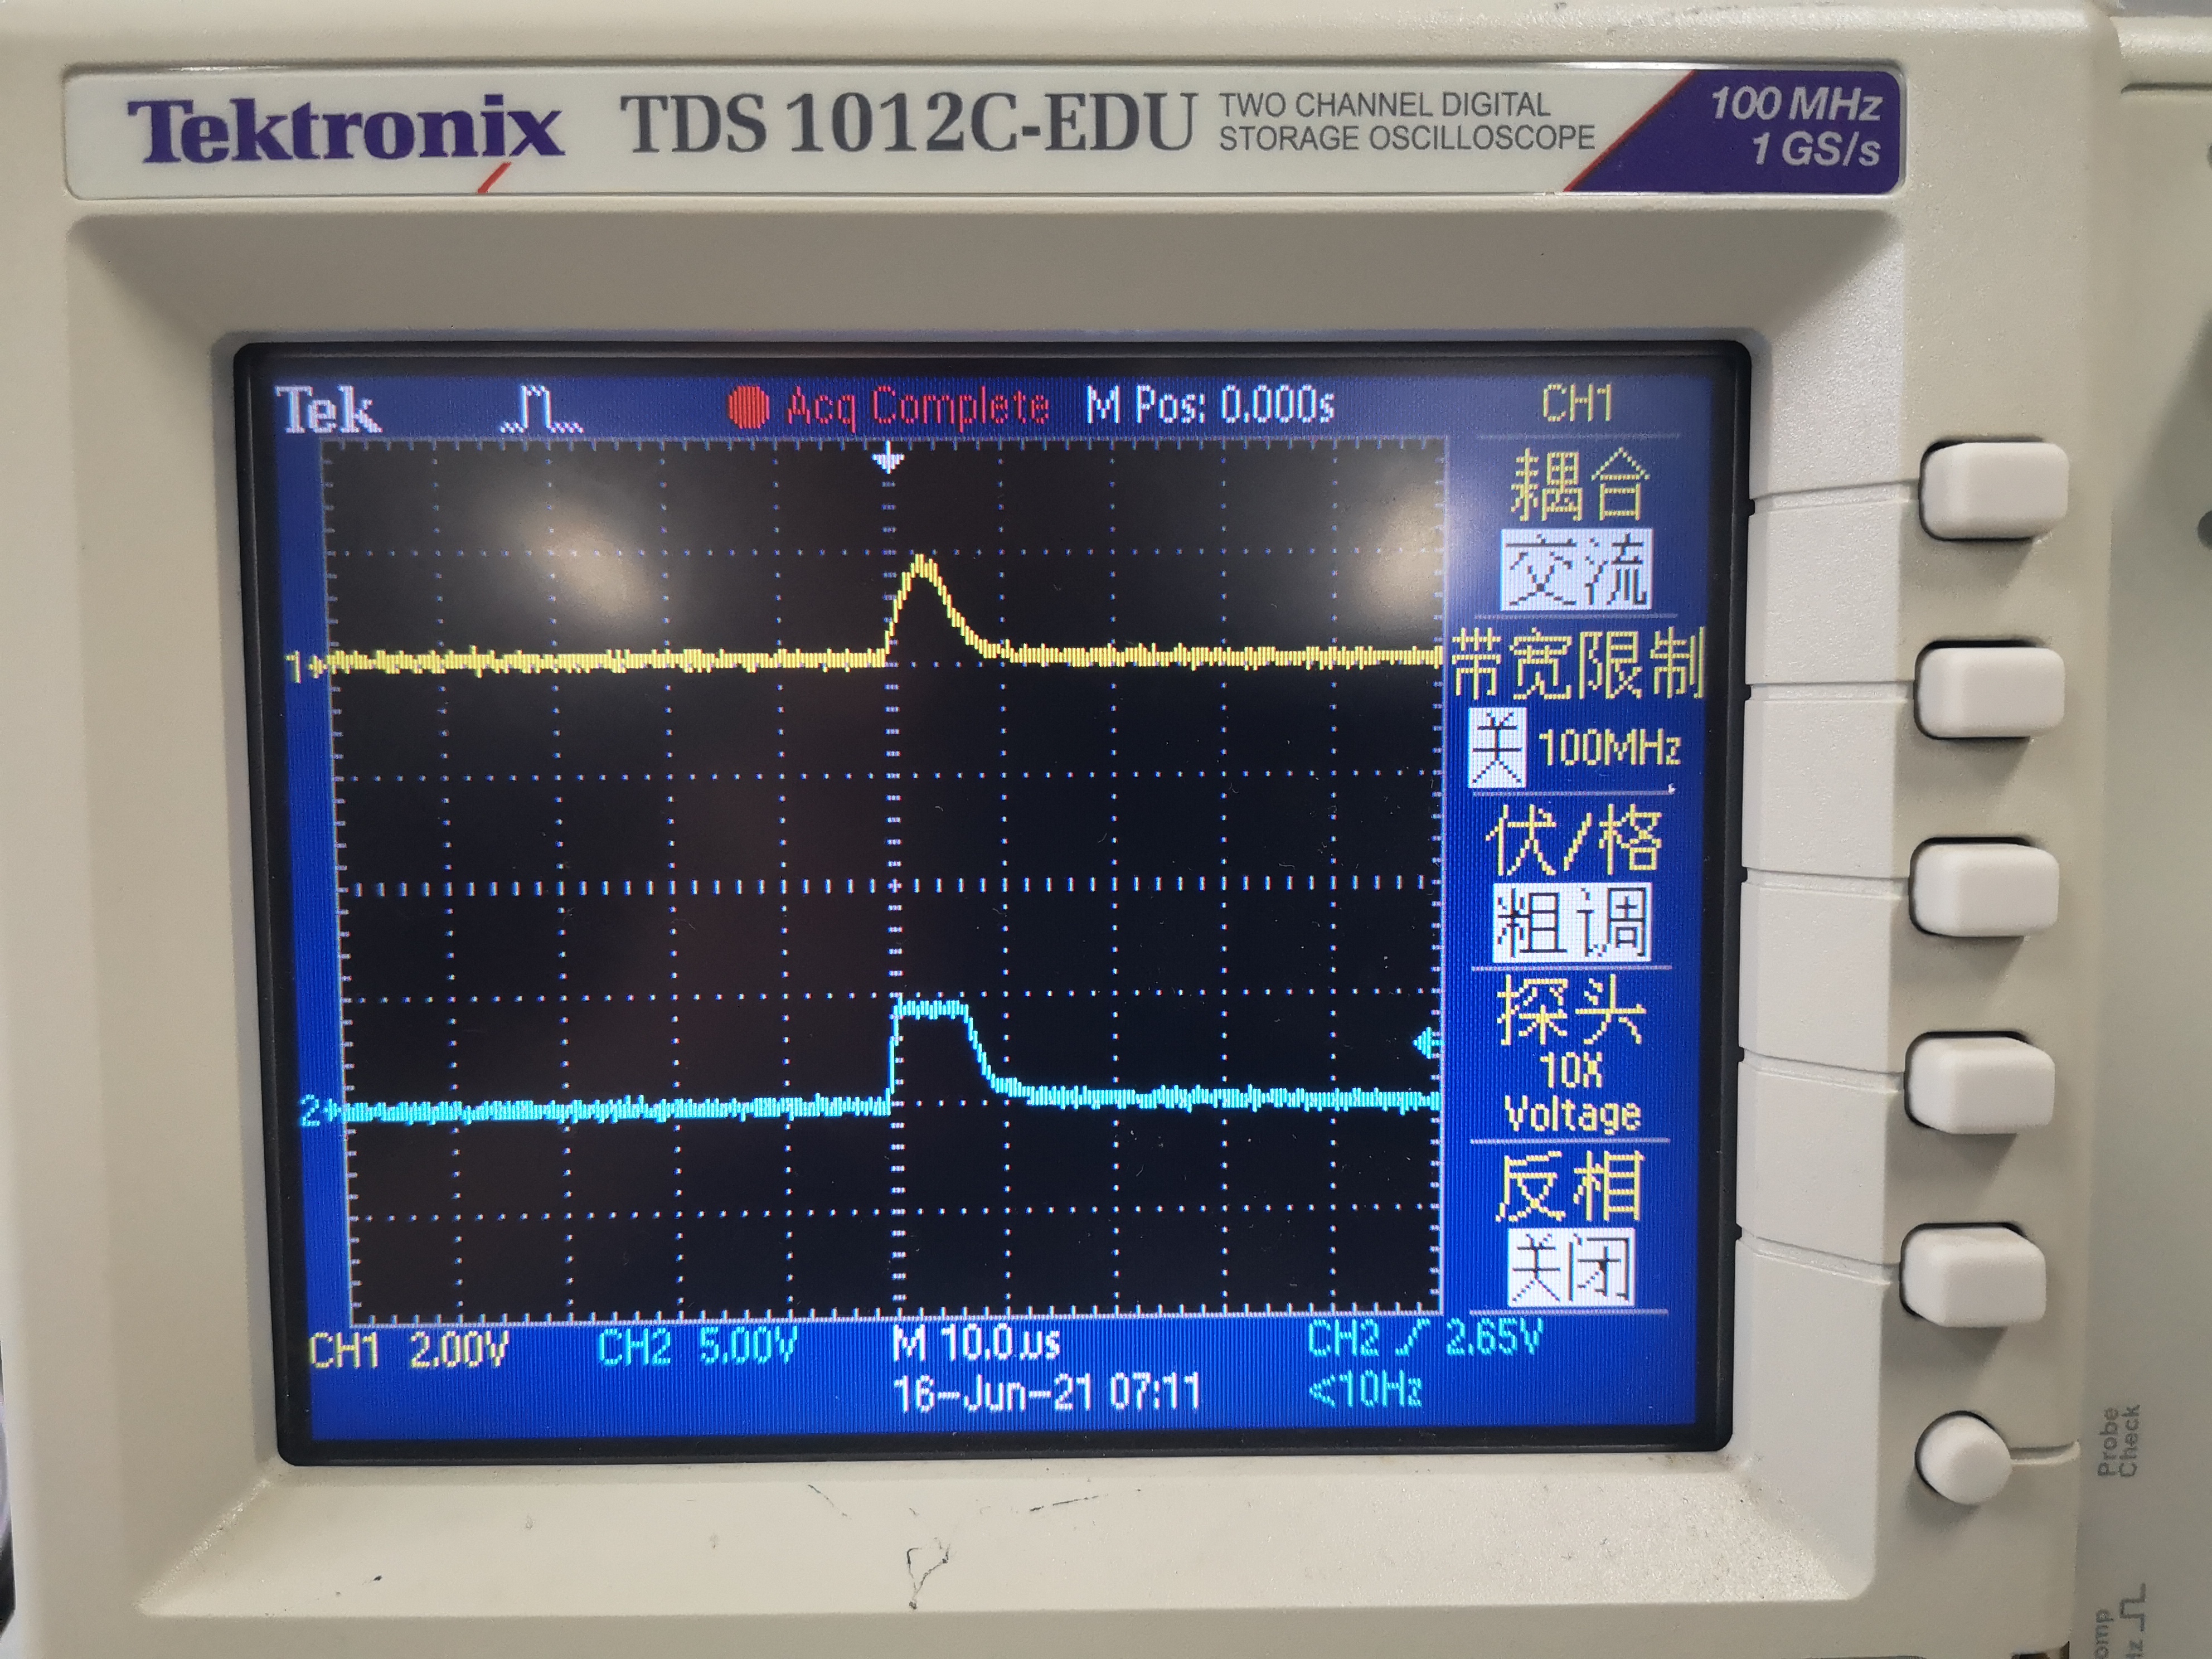 Tektronix TDS 1012C-EDU TWO CHANNEL DIGITAL
STORAGE OSCILLOSCOPE
100 MHz
1 GS/s
Tek Acq Complete M Pos: 0.000s CH1
耦合
交流
带宽限制
关 100MHz
伏/格
粗调
探头
10X
Voltage
反相
关闭
1
2
CH1 2.00V CH2 5.00V M 10.0µs CH2 2.65V
16-Jun-21 07:11 <10Hz
Probe
Check